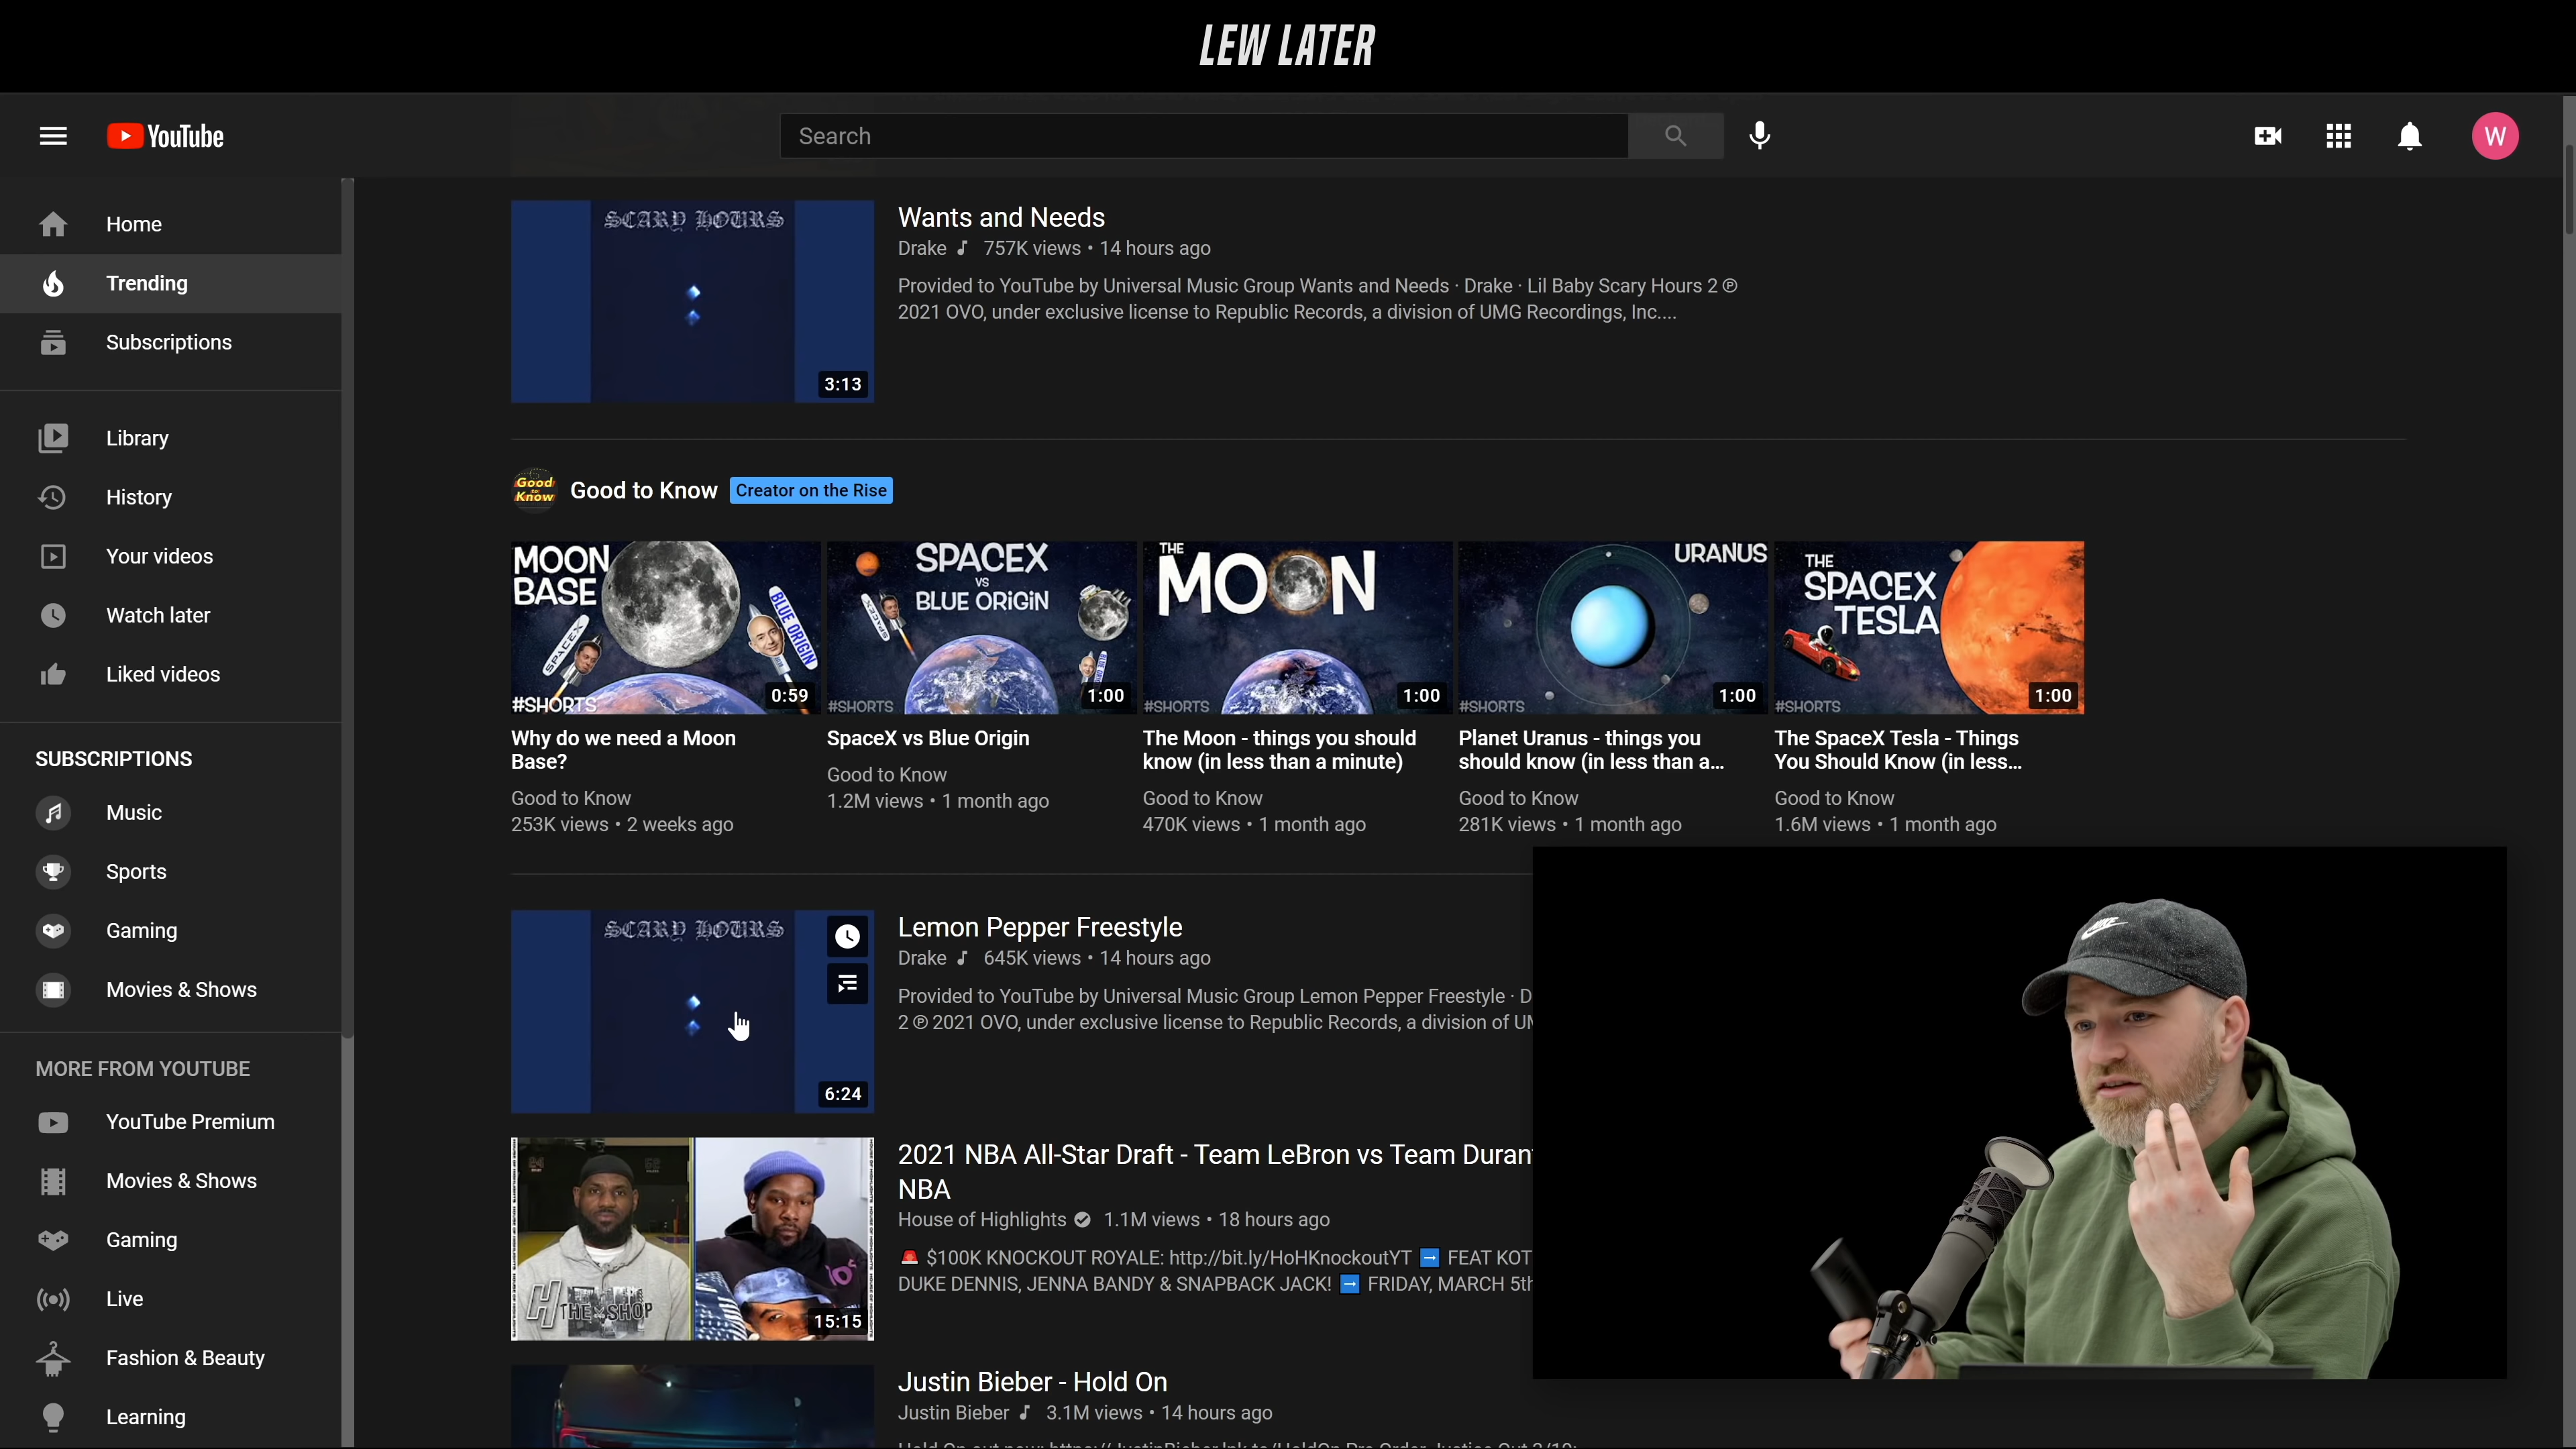 LEW LATER
YouTube
Search
W
Home
Trending
Subscriptions
Library
History
Your videos
Watch later
Liked videos
SUBSCRIPTIONS
Music
Sports
Gaming
Movies & Shows
MORE FROM YOUTUBE
YouTube Premium
Movies & Shows
Gaming
Live
Fashion & Beauty
Learning
SCARY HOURS
3:13
Wants and Needs
Drake 757K views • 14 hours ago
Provided to YouTube by Universal Music Group Wants and Needs · Drake · Lil Baby Scary Hours 2 ℗
2021 OVO, under exclusive license to Republic Records, a division of UMG Recordings, Inc....
Good to Know
Good to Know
Creator on the Rise
MOON
BASE
SPACEX
BLUE ORIGIN
#SHORTS
0:59
Why do we need a Moon
Base?
Good to Know
253K views • 2 weeks ago
SPACEX
VS
BLUE ORIGIN
SPACEX
#SHORTS
1:00
SpaceX vs Blue Origin
Good to Know
1.2M views • 1 month ago
THE
MOON
#SHORTS
1:00
The Moon - things you should
know (in less than a minute)
Good to Know
470K views • 1 month ago
URANUS
#SHORTS
1:00
Planet Uranus - things you
should know (in less than a...
Good to Know
281K views • 1 month ago
THE
SPACEX
TESLA
#SHORTS
1:00
The SpaceX Tesla - Things
You Should Know (in less...
Good to Know
1.6M views • 1 month ago
SCARY HOURS
6:24
Lemon Pepper Freestyle
Drake 645K views • 14 hours ago
Provided to YouTube by Universal Music Group Lemon Pepper Freestyle · D
2 ℗ 2021 OVO, under exclusive license to Republic Records, a division of UM
THE SHOP
15:15
2021 NBA All-Star Draft - Team LeBron vs Team Duran
NBA
House of Highlights 1.1M views • 18 hours ago
🚨 $100K KNOCKOUT ROYALE: http://bit.ly/HoHKnockoutYT ➡️ FEAT KOT
DUKE DENNIS, JENNA BANDY & SNAPBACK JACK! ➡️ FRIDAY, MARCH 5th
Justin Bieber - Hold On
Justin Bieber 3.1M views • 14 hours ago
NIKE